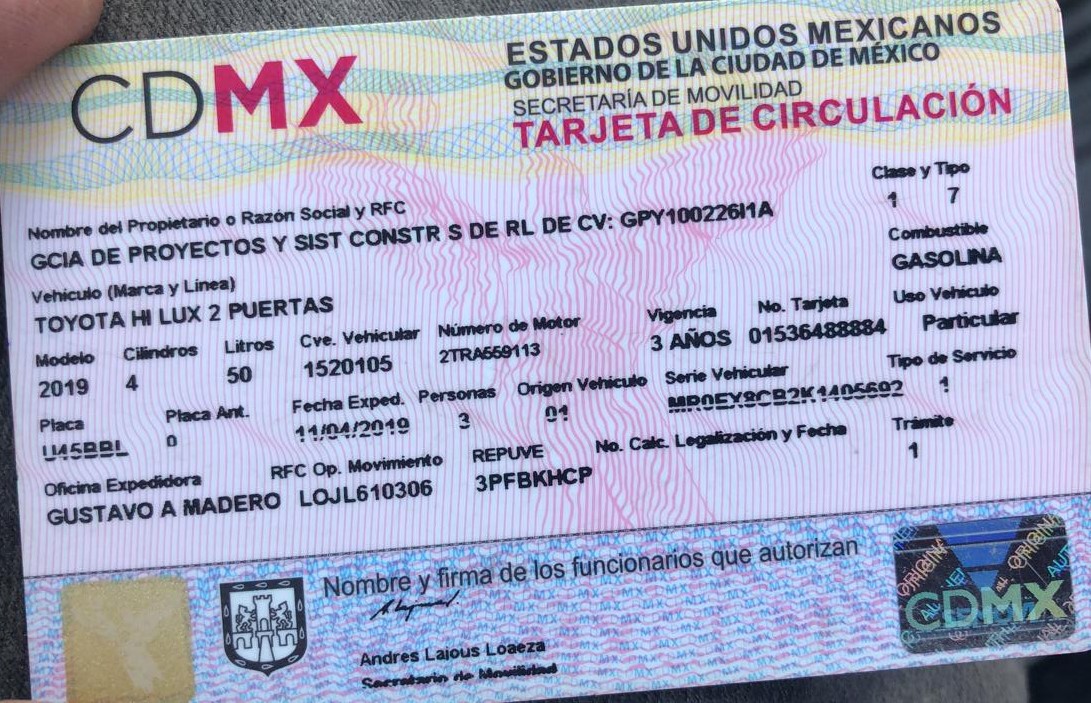 CDMX
ESTADOS UNIDOS MEXICANOS
GOBIERNO DE LA CIUDAD DE MÉXICO
SECRETARÍA DE MOVILIDAD
TARJETA DE CIRCULACIÓN
Clase y Tipo
1 7
Nombre del Propietario o Razón Social y RFC
GCIA DE PROYECTOS Y SIST CONSTR S DE RL DE CV: GPY100226I1A
Combustible
GASOLINA
Vehículo (Marca y Línea)
TOYOTA HI LUX 2 PUERTAS
Modelo Cilindros Litros Cve. Vehicular Número de Motor Vigencia No. Tarjeta Uso Vehículo
2019 4 50 1520105 2TRA559113 3 AÑOS 01536488884 Particular
Placa Placa Ant. Fecha Exped. Personas Origen Vehículo Serie Vehicular Tipo de Servicio
U45BBL 0 11/04/2019 3 01 MR0EX8CB2K1405692 1
Oficina Expedidora RFC Op. Movimiento REPUVE No. Calc. Legalización y Fecha Trámite
GUSTAVO A MADERO LOJL610306 3PFBKHCP 1
Nombre y firma de los funcionarios que autorizan
Andres Lajous Loaeza
Secretario de Movilidad
CDMX